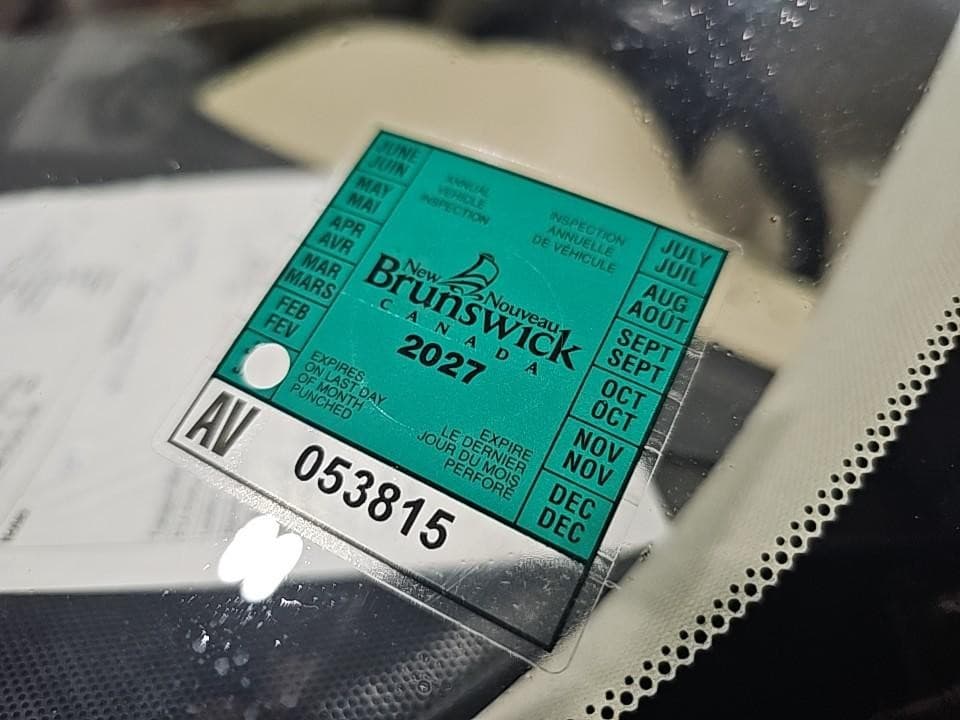 JUNE
JUIN
MAY
MAI
APR
AVR
MAR
MARS
FEB
FEV
ANNUAL
VEHICLE
INSPECTION
INSPECTION
ANNUELLE
DE VÉHICULE
New Nouveau
Brunswick
CANADA
2027
EXPIRES
ON LAST DAY
OF MONTH
PUNCHED
EXPIRE
LE DERNIER
JOUR DU MOIS
PERFORÉ
JULY
JUIL
AUG
AOÛT
SEPT
SEPT
OCT
OCT
NOV
NOV
DEC
DEC
AV
053815